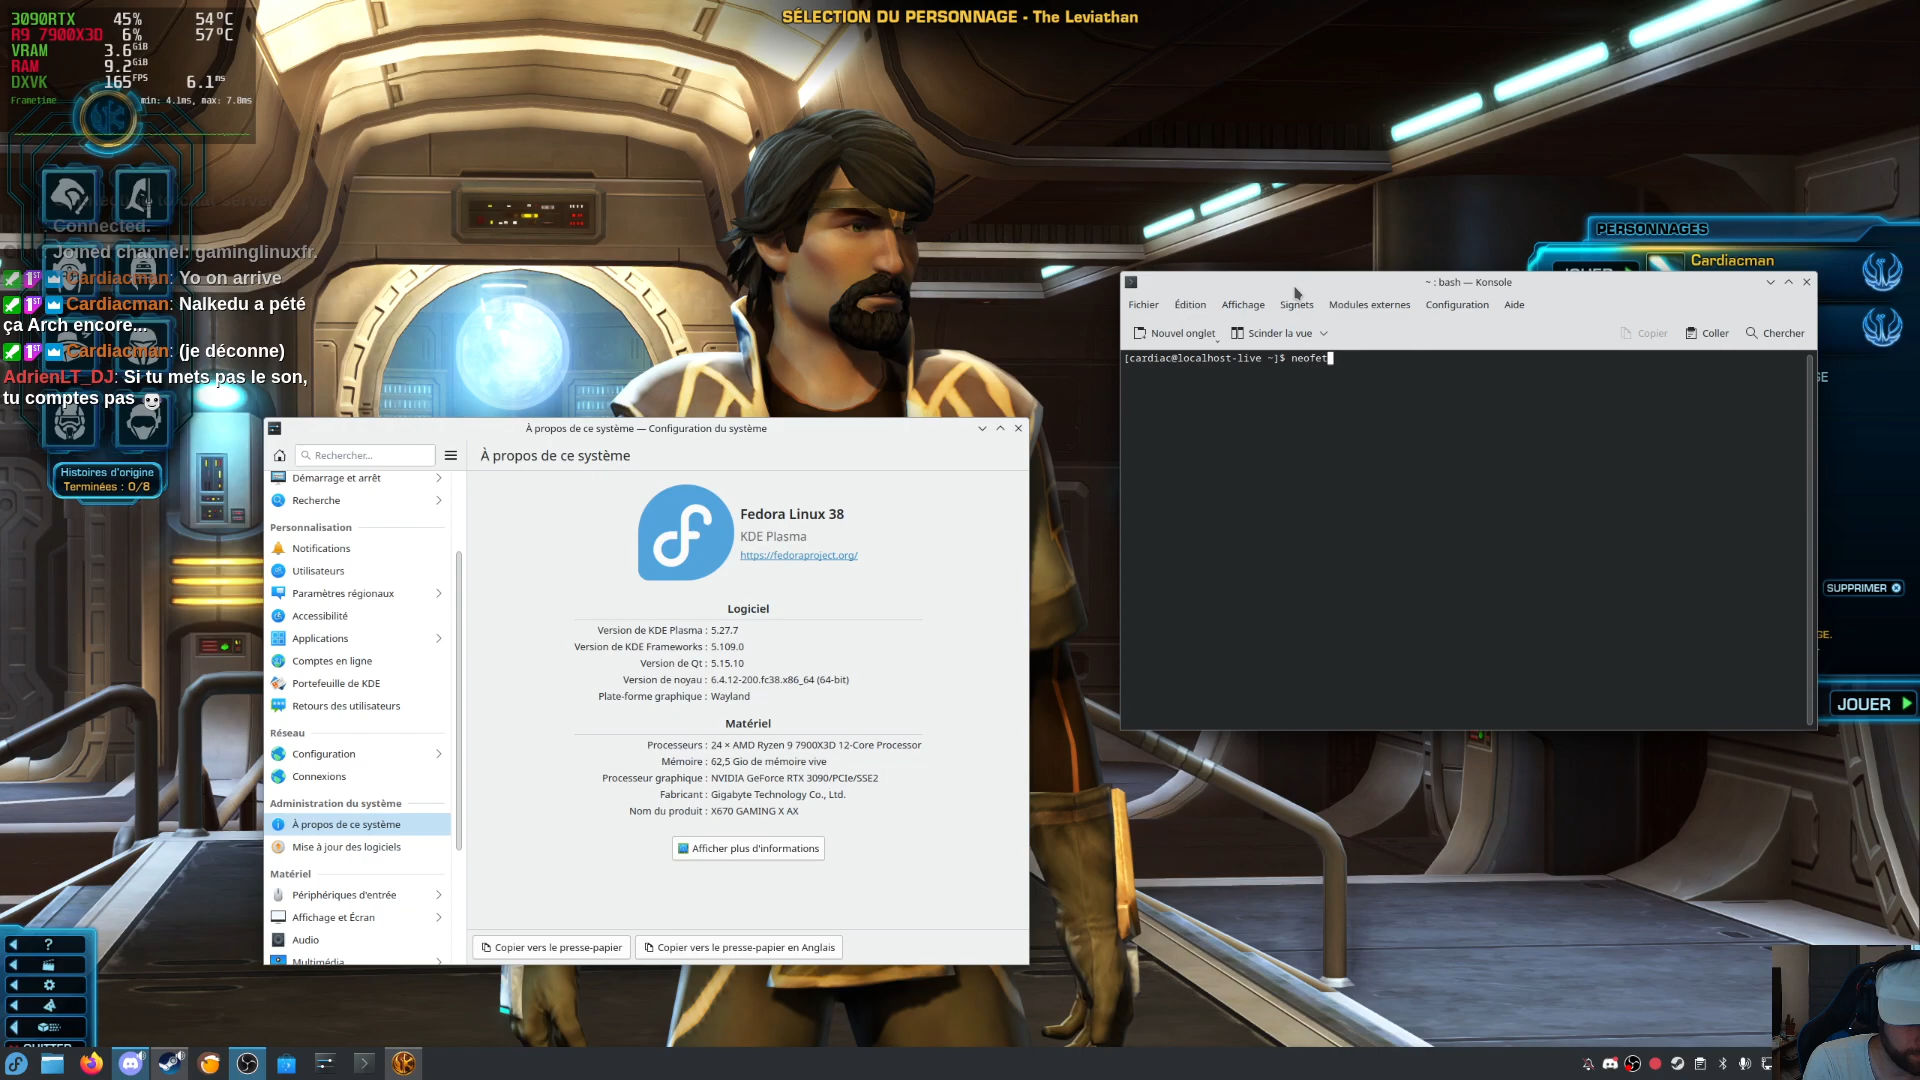 SÉLECTION DU PERSONNAGE - The Leviathan
3090RTX 45% 54°C
R9 7900X3D 6% 57°C
VRAM 3.6GiB
RAM 9.2GiB
DXVK 165FPS 6.1ms
Frametime min: 4.1ms, max: 7.8ms
Connected.
Joined channel: gaminglinuxfr.
Cardiacman: Yo on arrive
Cardiacman: Nalkedu a pété
ça Arch encore...
Cardiacman: (je déconne)
AdrienLT_DJ: Si tu mets pas le son,
tu comptes pas
Histoires d'origine
Terminées : 0/8
PERSONNAGES
Cardiacman
SUPPRIMER
JOUER
~ : bash — Konsole
Fichier Édition Affichage Signets Modules externes Configuration Aide
Nouvel onglet Scinder la vue Copier Coller Chercher
[cardiac@localhost-live ~]$ neofet
À propos de ce système — Configuration du système
Rechercher...
À propos de ce système
Démarrage et arrêt
Recherche
Personnalisation
Notifications
Utilisateurs
Paramètres régionaux
Accessibilité
Applications
Comptes en ligne
Portefeuille de KDE
Retours des utilisateurs
Réseau
Configuration
Connexions
Administration du système
À propos de ce système
Mise à jour des logiciels
Matériel
Périphériques d'entrée
Affichage et Écran
Audio
Multimédia
Fedora Linux 38
KDE Plasma
https://fedoraproject.org/
Logiciel
Version de KDE Plasma : 5.27.7
Version de KDE Frameworks : 5.109.0
Version de Qt : 5.15.10
Version de noyau : 6.4.12-200.fc38.x86_64 (64-bit)
Plate-forme graphique : Wayland
Matériel
Processeurs : 24 × AMD Ryzen 9 7900X3D 12-Core Processor
Mémoire : 62,5 Gio de mémoire vive
Processeur graphique : NVIDIA GeForce RTX 3090/PCIe/SSE2
Fabricant : Gigabyte Technology Co., Ltd.
Nom du produit : X670 GAMING X AX
Afficher plus d'informations
Copier vers le presse-papier
Copier vers le presse-papier en Anglais
?
QUITTER